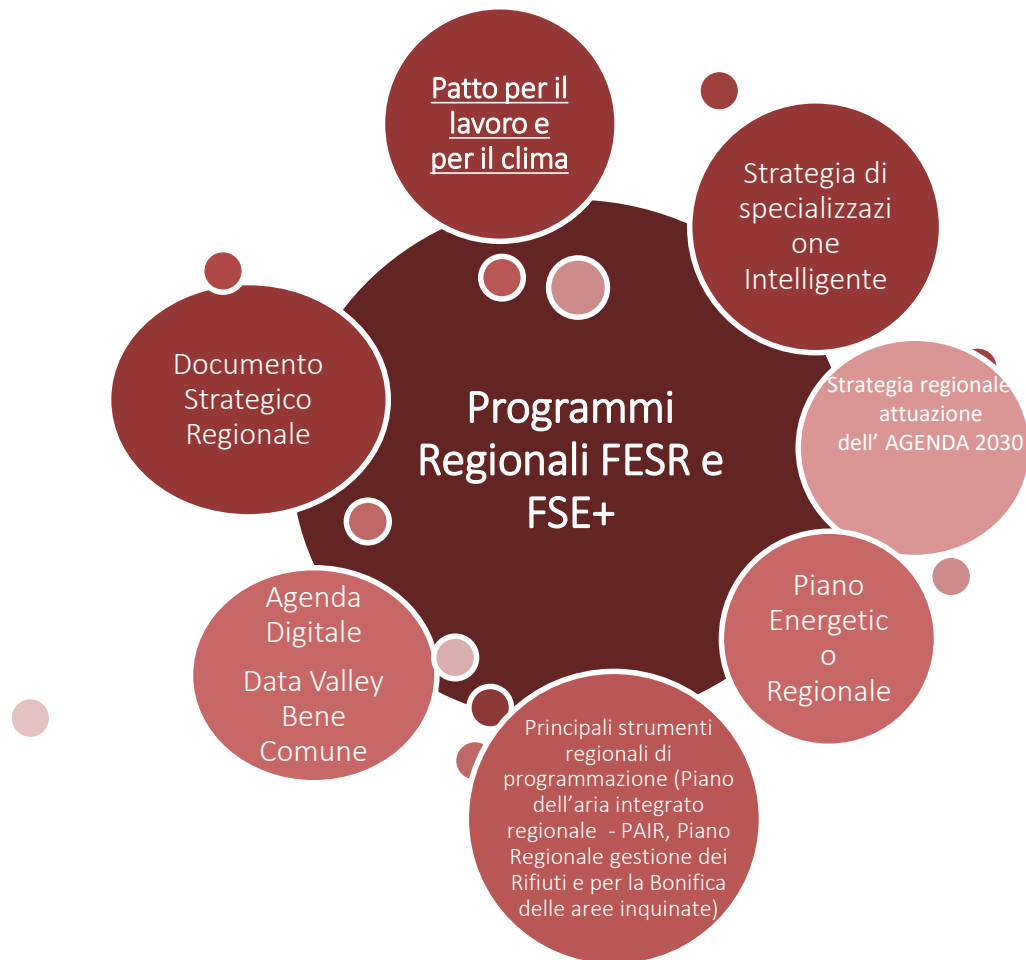 Patto per il
lavoro e
per il clima
Strategia di
specializzazi
one
Intelligente
Strategia regionale
attuazione
dell’ AGENDA 2030
Documento
Strategico
Regionale
Programmi
Regionali FESR e
FSE+
Piano
Energetic
o
Regionale
Agenda
Digitale
Data Valley
Bene
Comune
Principali strumenti
regionali di
programmazione (Piano
dell’aria integrato
regionale - PAIR, Piano
Regionale gestione dei
Rifiuti e per la Bonifica
delle aree inquinate)